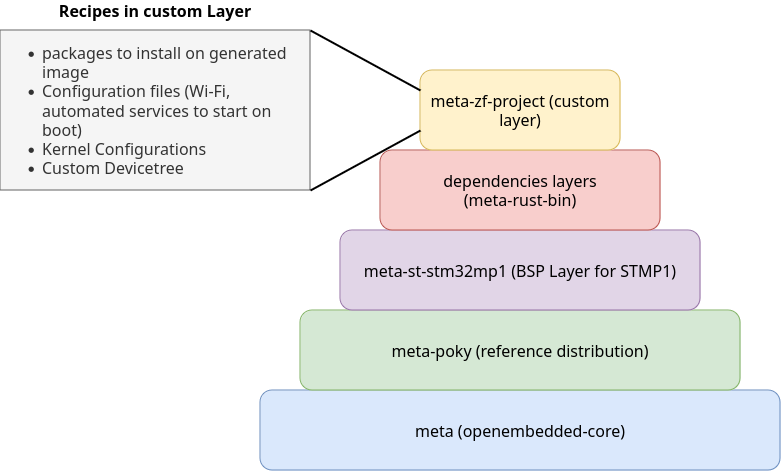 Recipes in custom Layer
• packages to install on generated
image
• Configuration files (Wi-Fi,
automated services to start on
boot)
• Kernel Configurations
• Custom Devicetree
meta-zf-project (custom
layer)
dependencies layers
(meta-rust-bin)
meta-st-stm32mp1 (BSP Layer for STMP1)
meta-poky (reference distribution)
meta (openembedded-core)